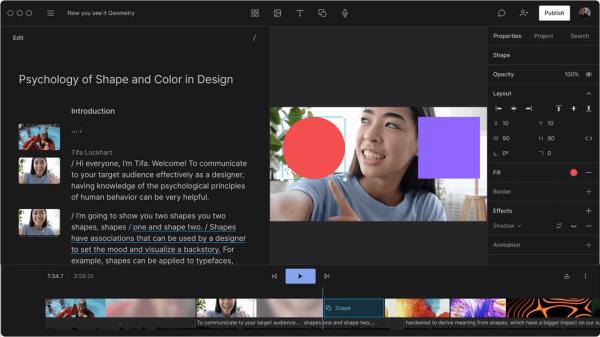 Now you see it Geometry
Publish
Edit
/
Properties
Project
Search
Shape
Opacity
100%
Layout
X 10
Y 10
W 90
H 90
0°
0
Fill
Border
Effects
Shadow
Animation
Psychology of Shape and Color in Design
Introduction
... ♩
Tifa Lockhart
/ Hi everyone, I'm Tifa. Welcome! To communicate
to your target audience effectively as a designer,
having knowledge of the psychological principles
of human behavior can be very helpful.
/ I'm going to show you two shapes you two
shapes, shapes / one and shape two. / Shapes
have associations that can be used by a designer
to set the mood and visualize a backstory. For
example, shapes can be applied to typefaces,
1:34.7 / 3:59.23
Shape
To communicate to your target audience...
shapes one and shape two....
hardwired to derive meaning from shapes, which have a bigger impact on our su